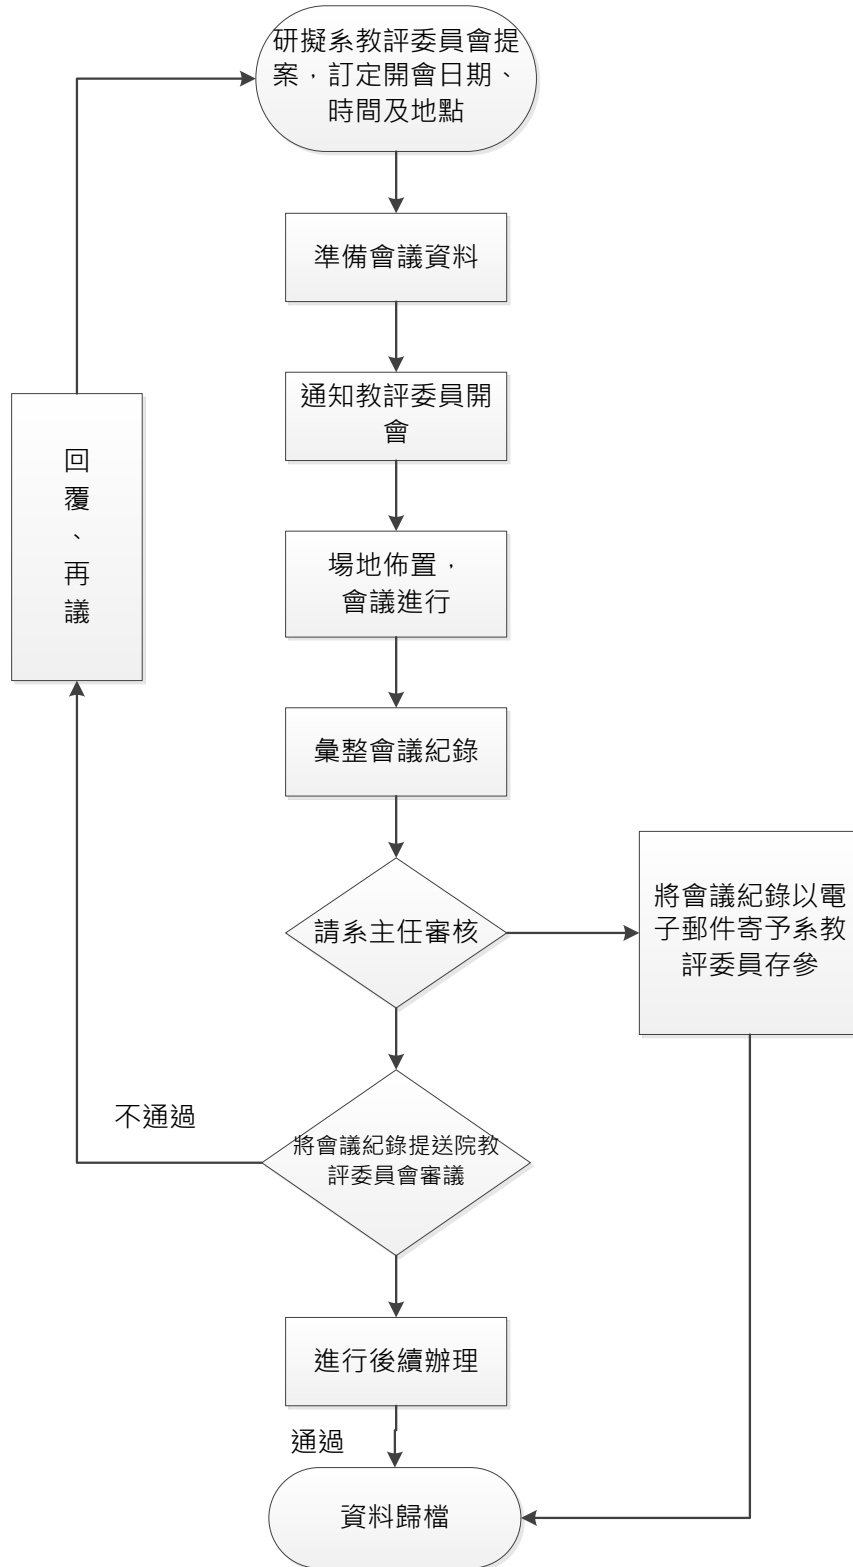 研擬系教評委員會提
案，訂定開會日期、
時間及地點
準備會議資料
通知教評委員開
會
回
覆
、
再
議
場地佈置，
會議進行
彙整會議紀錄
請系主任審核
將會議紀錄以電
子郵件寄予系教
評委員存參
不通過
將會議紀錄提送院教
評委員會審議
進行後續辦理
通過
資料歸檔